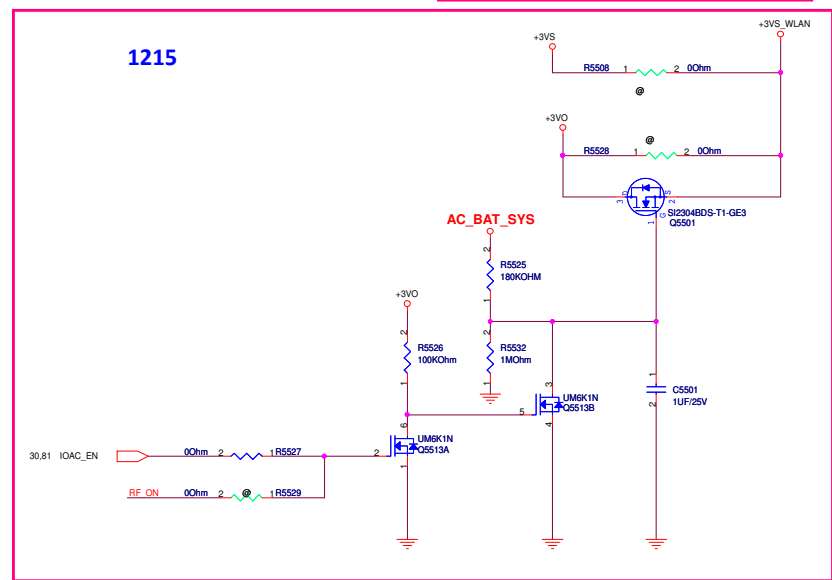 1215
+3VS_WLAN
+3VS
R5508 1 2 0Ohm
@
+3VO
@
R5528 1 2 0Ohm
3 D S 2
G SI2304BDS-T1-GE3
1 Q5501
AC_BAT_SYS
2
R5525
180KOHM
1
+3VO
2
R5526
100KOhm
1
2
R5532
1MOhm
1
3
UM6K1N
5 Q5513B
4
1
C5501
1UF/25V
2
6
UM6K1N
2 Q5513A
1
30,81 IOAC_EN 0Ohm 2 1 R5527
RF_ON 0Ohm 2 @ 1 R5529